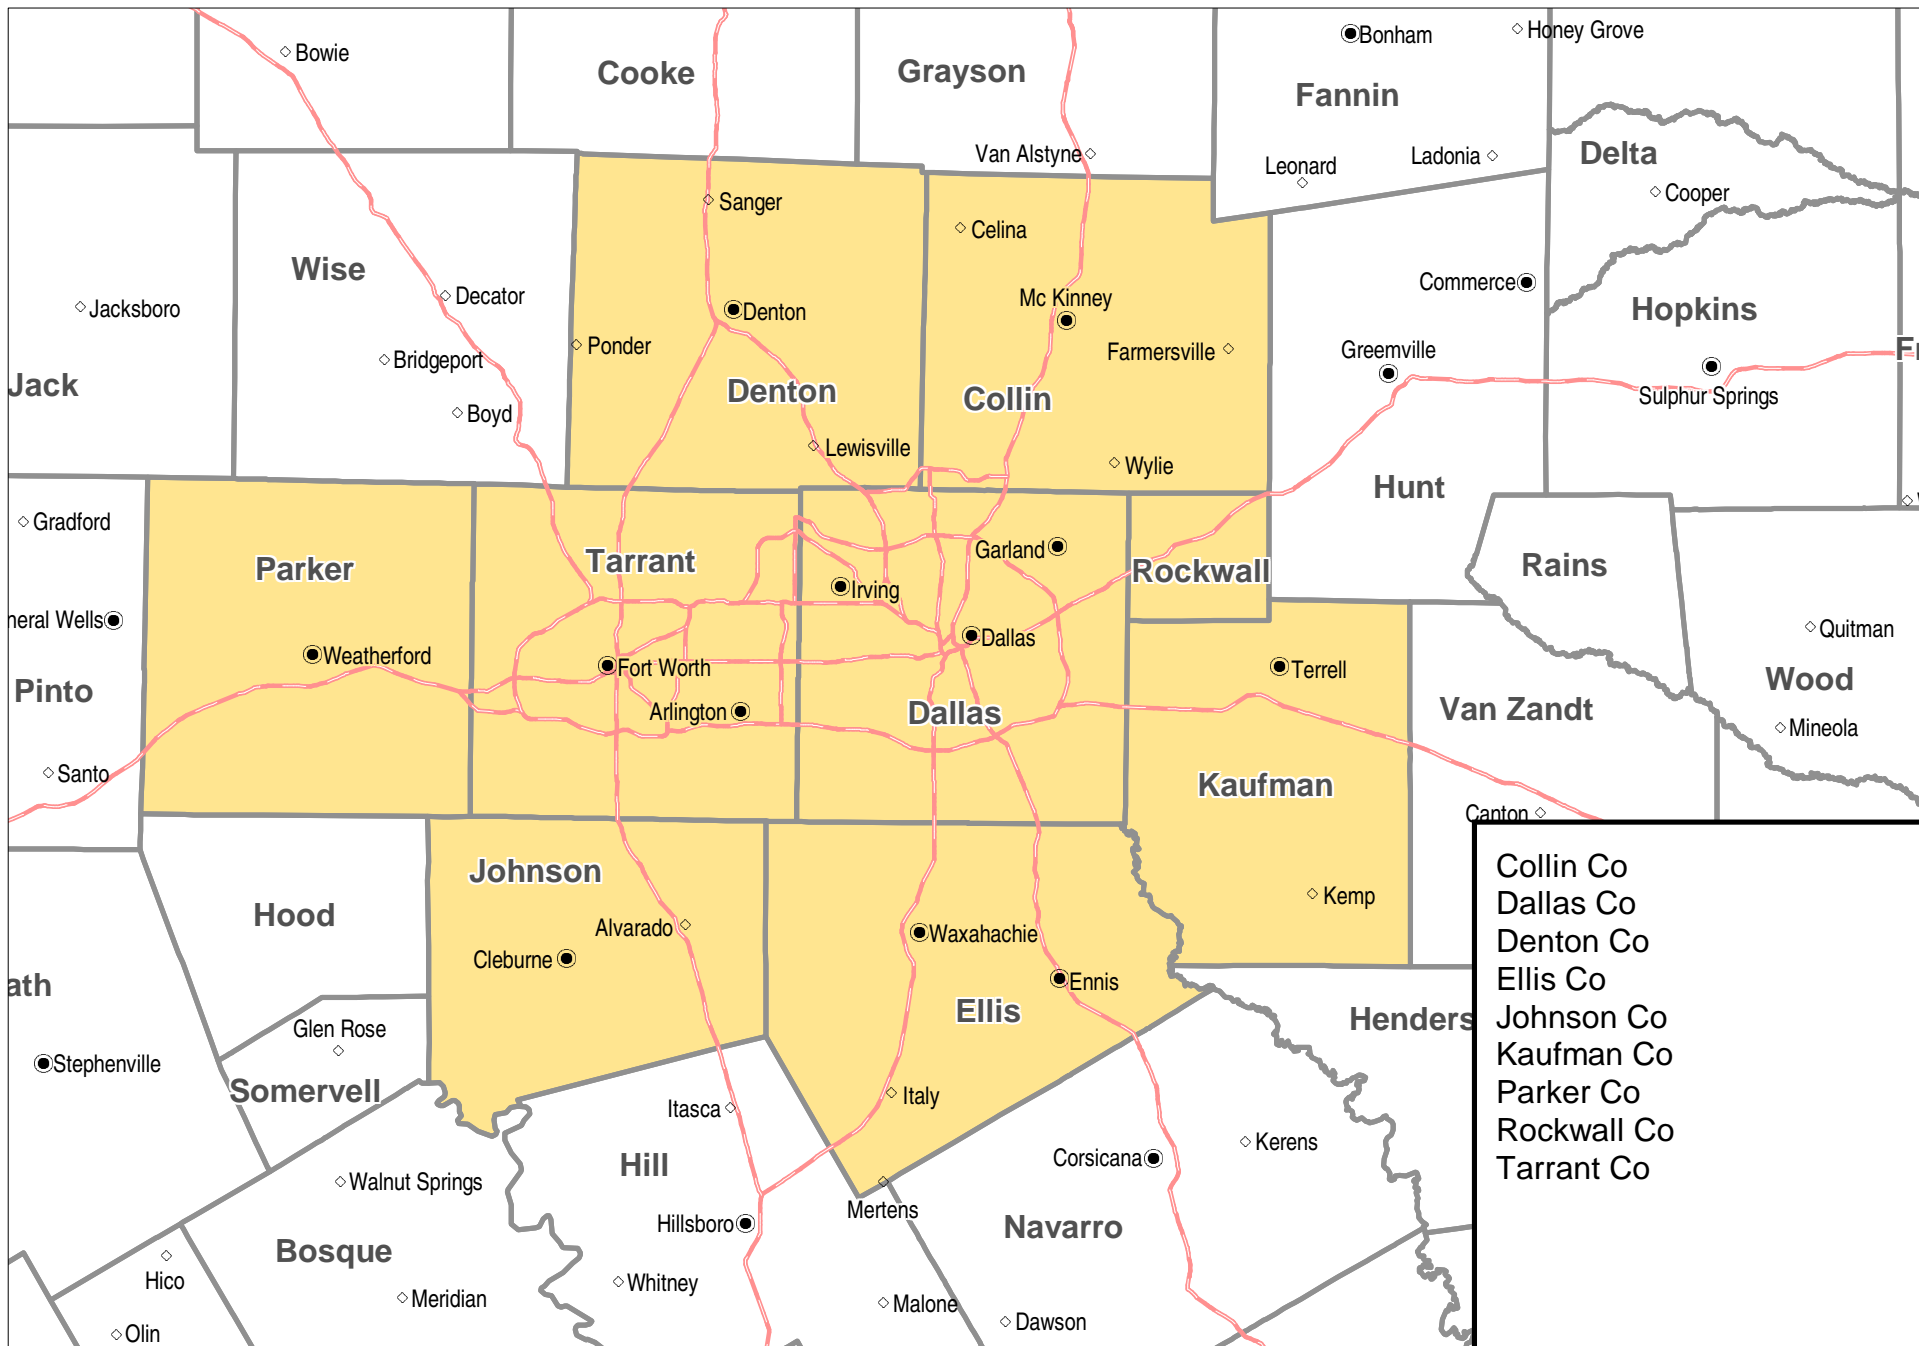 Bowie
Cooke
Grayson
Bonham
Honey Grove
Fannin
Van Alstyne
Leonard
Ladonia
Delta
Cooper
Sanger
Celina
Wise
Decator
Jacksboro
Denton
Mc Kinney
Commerce
Hopkins
Ponder
Bridgeport
Farmersville
Greemville
Jack
Denton
Collin
Sulphur Springs
Boyd
Lewisville
Wylie
Hunt
Gradford
Parker
Tarrant
Garland
Rockwall
Rains
Irving
neral Wells
Quitman
Weatherford
Fort Worth
Dallas
Terrell
Pinto
Wood
Arlington
Dallas
Van Zandt
Mineola
Santo
Kaufman
Canton
Johnson
Kemp
Hood
Alvarado
Waxahachie
Cleburne
Ennis
ath
Ellis
Henders
Glen Rose
Stephenville
Somervell
Itasca
Italy
Hill
Corsicana
Kerens
Walnut Springs
Mertens
Hillsboro
Navarro
Bosque
Hico
Whitney
Meridian
Malone
Dawson
Olin
Collin Co
Dallas Co
Denton Co
Ellis Co
Johnson Co
Kaufman Co
Parker Co
Rockwall Co
Tarrant Co